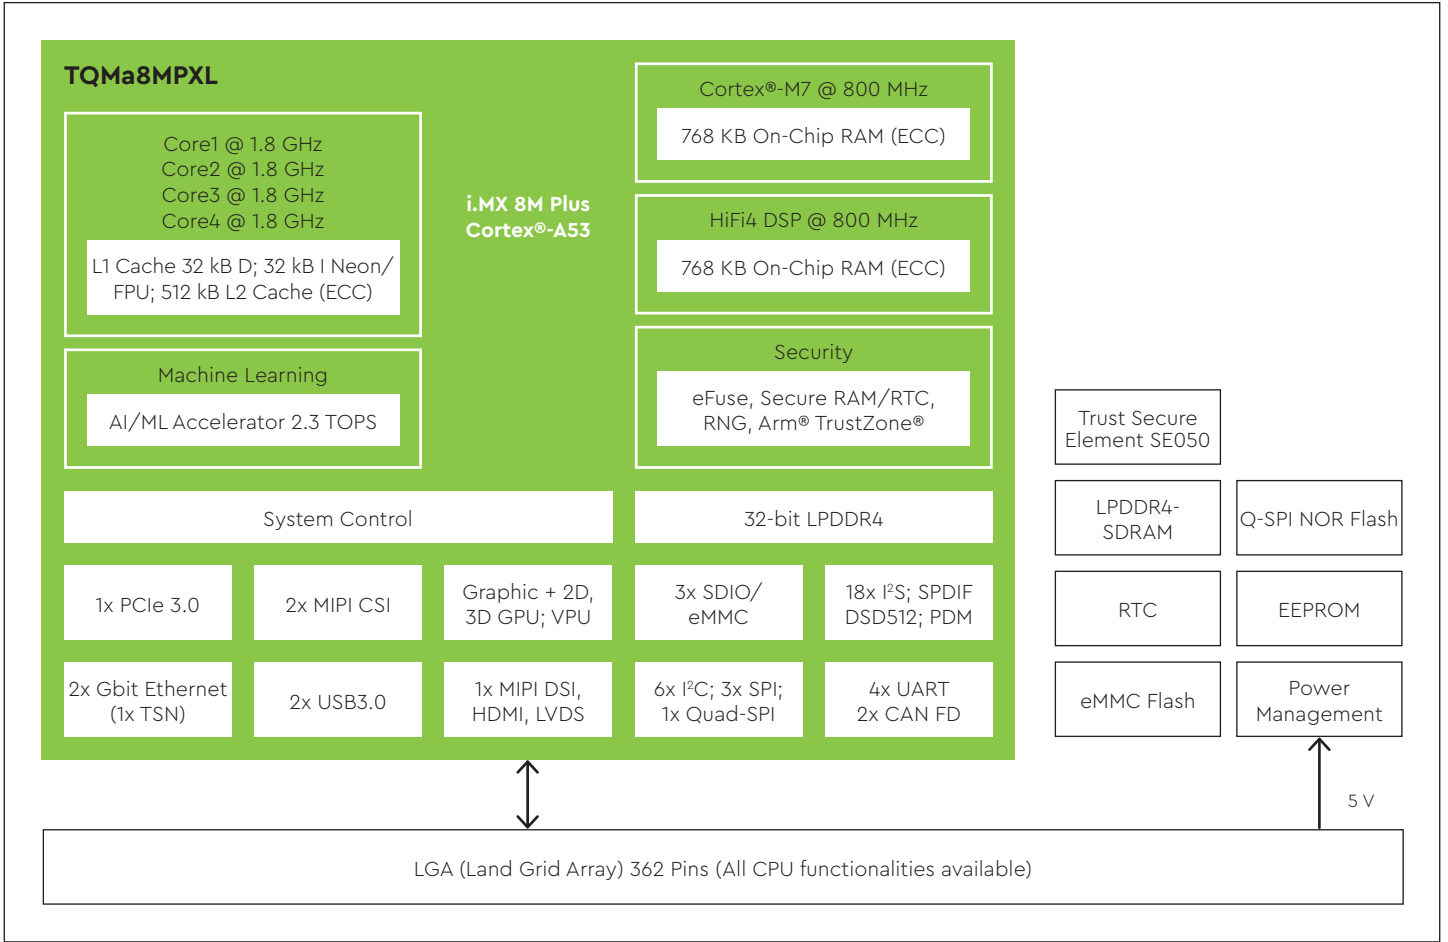 TQMa8MPXL
Core1 @ 1.8 GHz
Core2 @ 1.8 GHz
Core3 @ 1.8 GHz
Core4 @ 1.8 GHz
L1 Cache 32 kB D; 32 kB I Neon/
FPU; 512 kB L2 Cache (ECC)
Machine Learning
AI/ML Accelerator 2.3 TOPS
i.MX 8M Plus
Cortex®-A53
Cortex®-M7 @ 800 MHz
768 KB On-Chip RAM (ECC)
HiFi4 DSP @ 800 MHz
768 KB On-Chip RAM (ECC)
Security
eFuse, Secure RAM/RTC,
RNG, Arm® TrustZone®
System Control
32-bit LPDDR4
1x PCIe 3.0
2x MIPI CSI
Graphic + 2D,
3D GPU; VPU
3x SDIO/
eMMC
18x I²S; SPDIF
DSD512; PDM
2x Gbit Ethernet
(1x TSN)
2x USB3.0
1x MIPI DSI,
HDMI, LVDS
6x I²C; 3x SPI;
1x Quad-SPI
4x UART
2x CAN FD
Trust Secure
Element SE050
LPDDR4-
SDRAM
Q-SPI NOR Flash
RTC
EEPROM
eMMC Flash
Power
Management
5 V
LGA (Land Grid Array) 362 Pins (All CPU functionalities available)